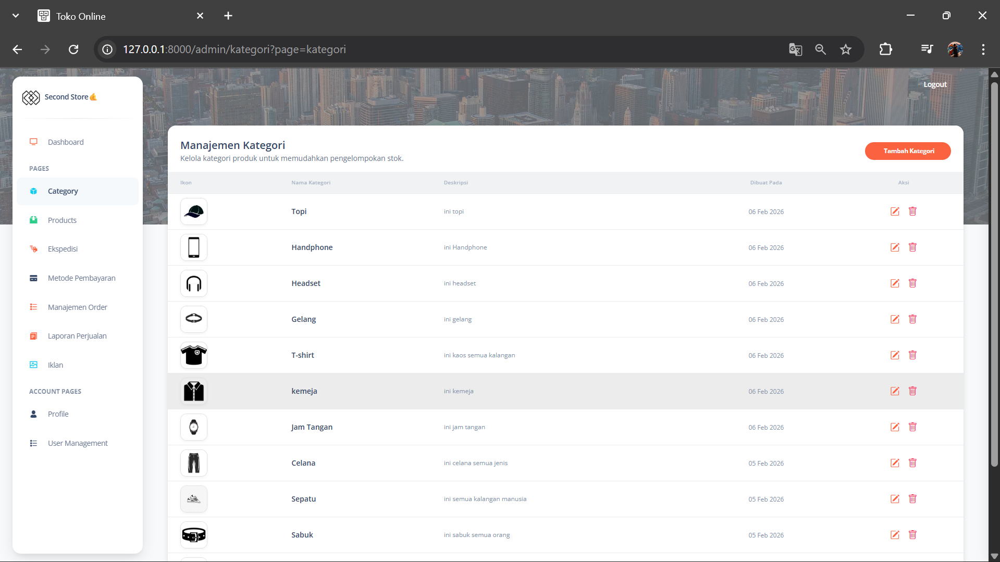 Toko Online
127.0.0.1:8000/admin/kategori?page=kategori
Logout
Second Store
Dashboard
PAGES
Category
Products
Ekspedisi
Metode Pembayaran
Manajemen Order
Laporan Perjualan
Iklan
ACCOUNT PAGES
Profile
User Management
Manajemen Kategori
Kelola kategori produk untuk memudahkan pengelompokan stok.
Tambah Kategori
Ikon Nama Kategori Deskripsi Dibuat Pada Aksi
Topi ini topi 06 Feb 2026
Handphone ini Handphone 06 Feb 2026
Headset ini headset 06 Feb 2026
Gelang ini gelang 06 Feb 2026
T-shirt ini kaos semua kalangan 06 Feb 2026
kemeja ini kemeja 06 Feb 2026
Jam Tangan ini jam tangan 06 Feb 2026
Celana ini celana semua jenis 05 Feb 2026
Sepatu ini semua kalangan manusia 05 Feb 2026
Sabuk ini sabuk semua orang 05 Feb 2026